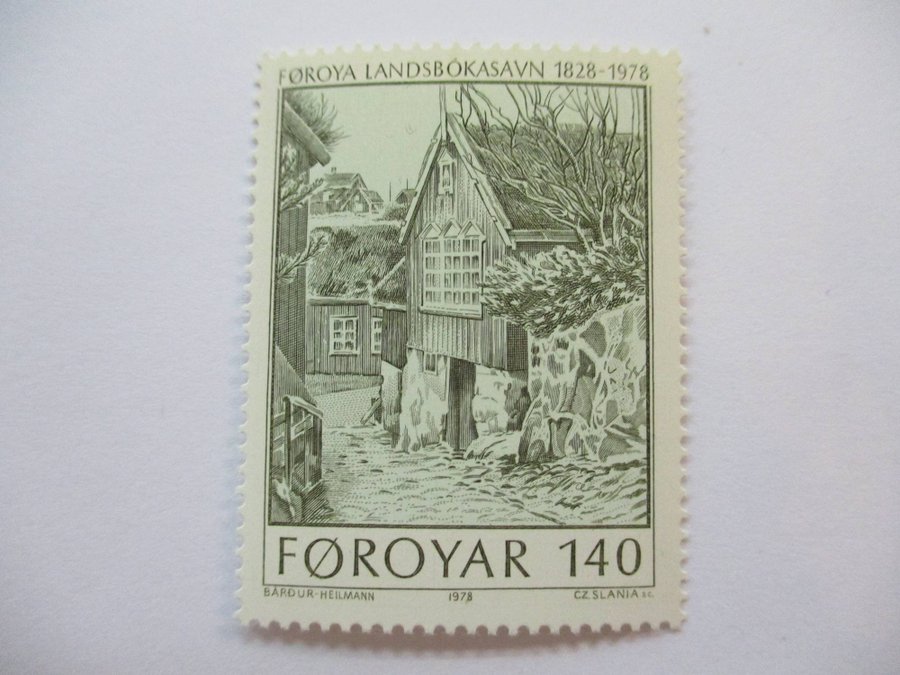 FØROYA LANDSBÓKASAVN 1828-1978
FØROYAR 140
BÁRÐUR-HEILMANN 1978 CZ. SLANIA sc.